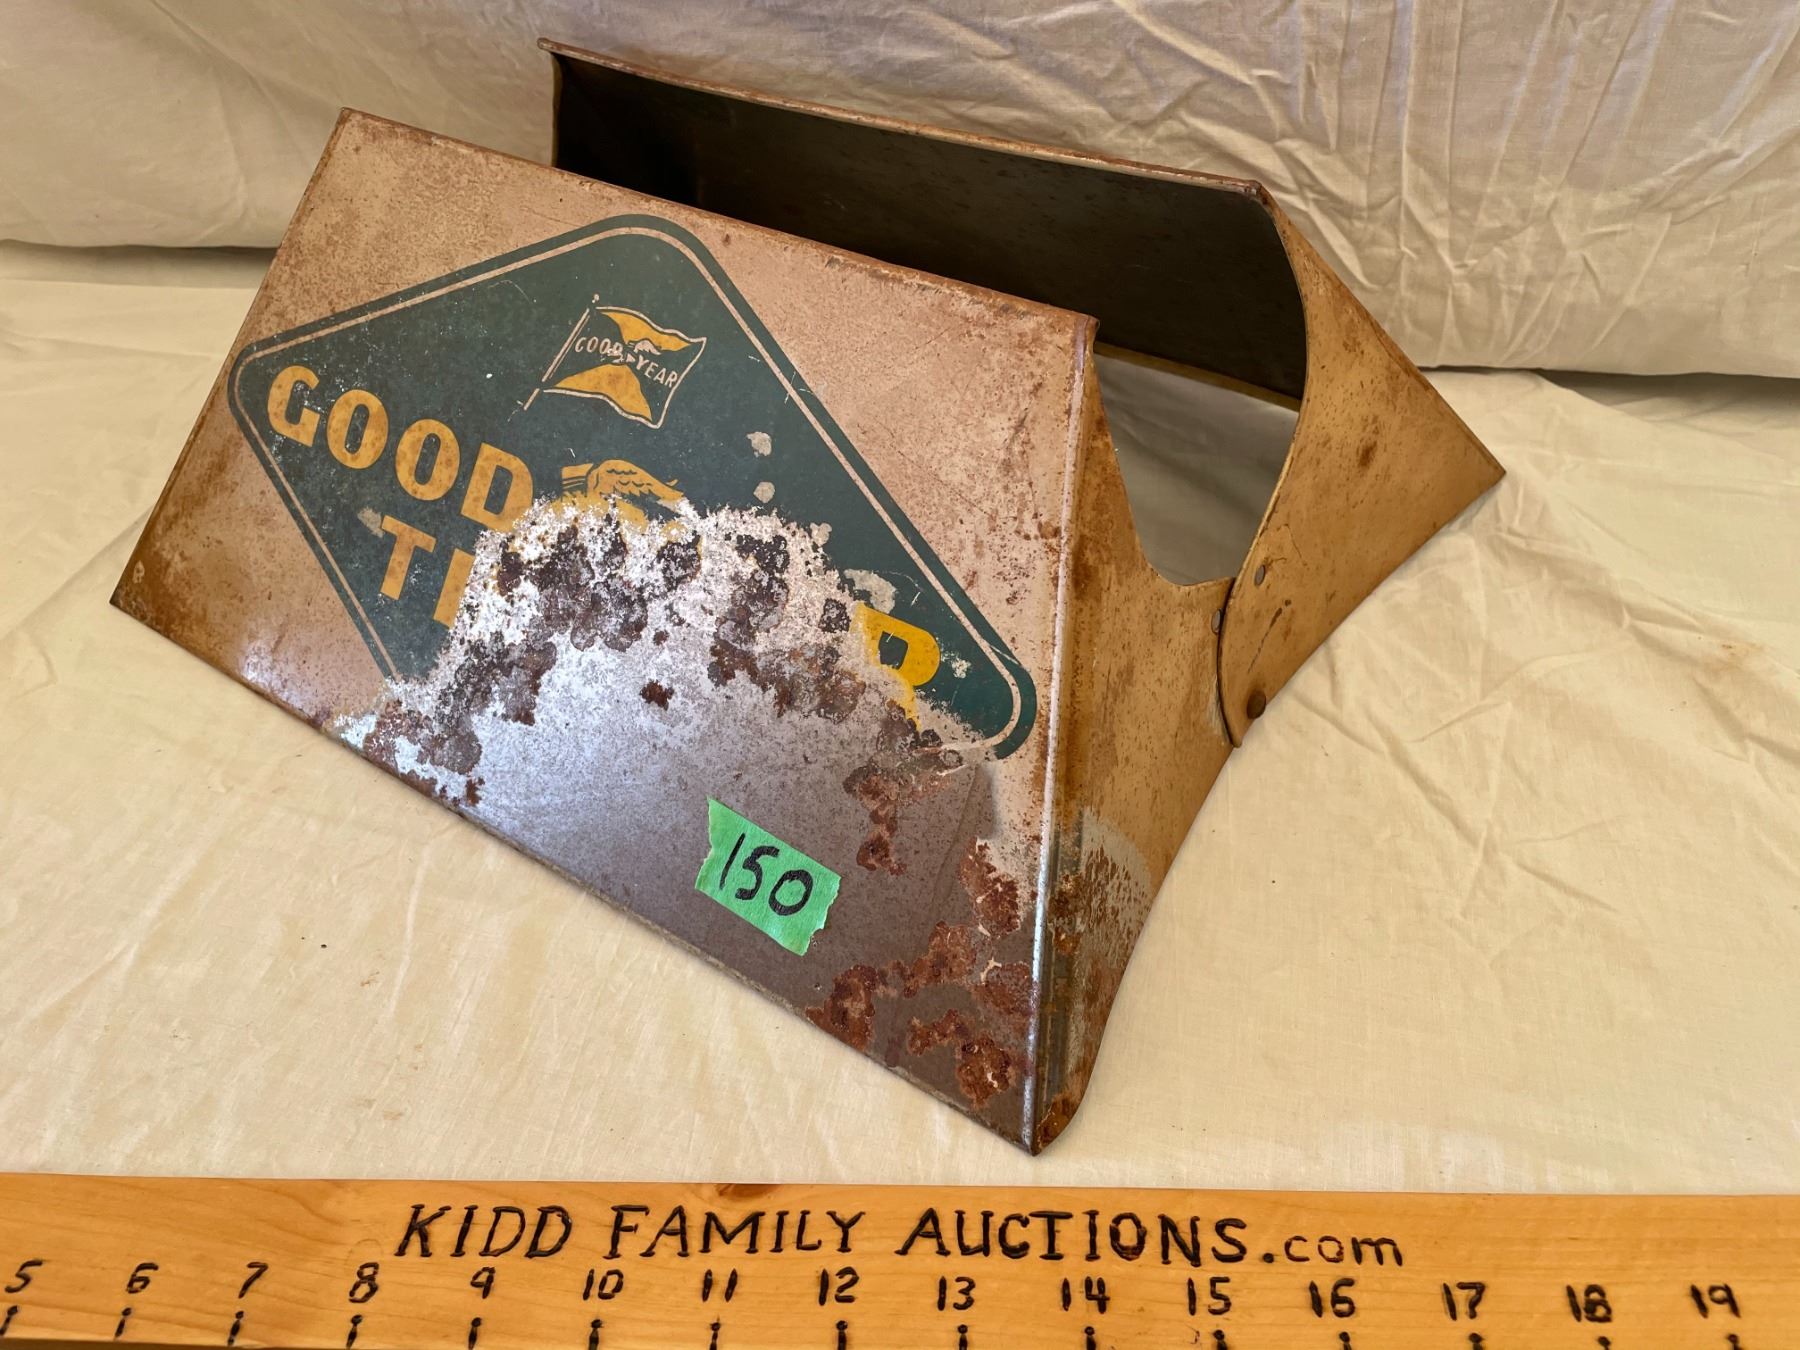 GOOD YEAR
GOOD
TI R
150
KIDD FAMILY AUCTIONS.com
5 6 7 8 9 10 11 12 13 14 15 16 17 18 19